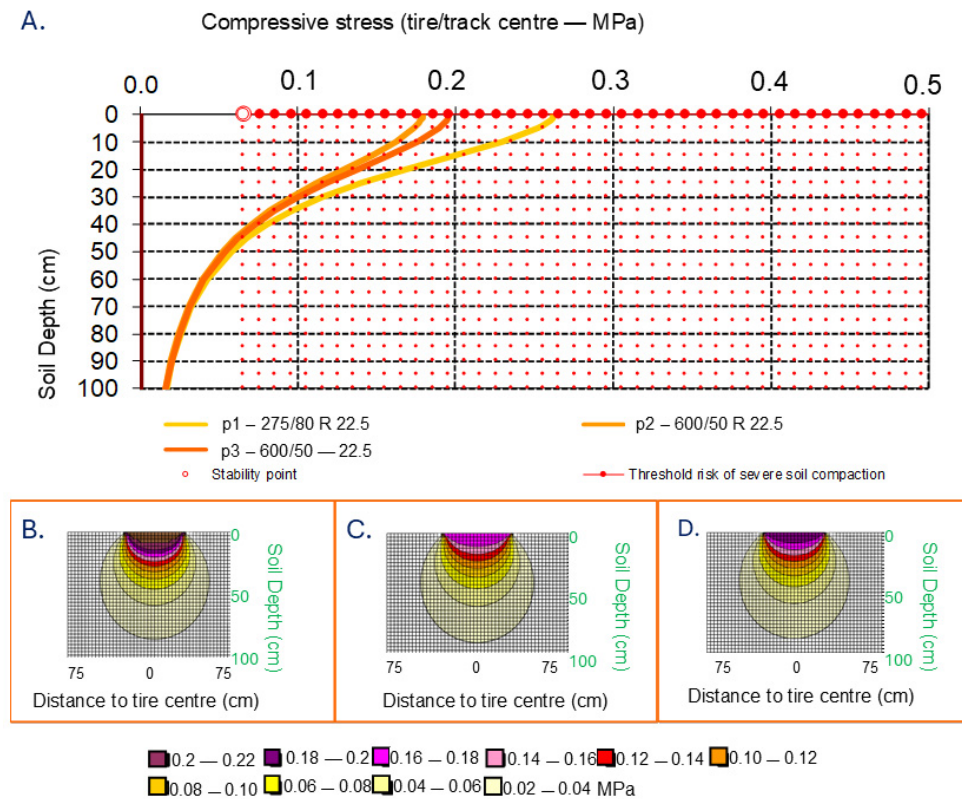 A.
Compressive stress (tire/track centre — MPa)
0.0 0.1 0.2 0.3 0.4 0.5
Soil Depth (cm)
0
10
20
30
40
50
60
70
80
90
100
p1 – 275/80 R 22.5
p2 – 600/50 R 22.5
p3 – 600/50 — 22.5
Stability point
Threshold risk of severe soil compaction
B.
0
50
100
Soil Depth (cm)
75 0 75
Distance to tire centre (cm)
C.
0
50
100
Soil Depth (cm)
75 0 75
Distance to tire centre (cm)
D.
0
50
100
Soil Depth (cm)
75 0 75
Distance to tire centre (cm)
0.2 — 0.22 0.18 — 0.2 0.16 — 0.18 0.14 — 0.16 0.12 — 0.14 0.10 — 0.12
0.08 — 0.10 0.06 — 0.08 0.04 — 0.06 0.02 — 0.04 MPa